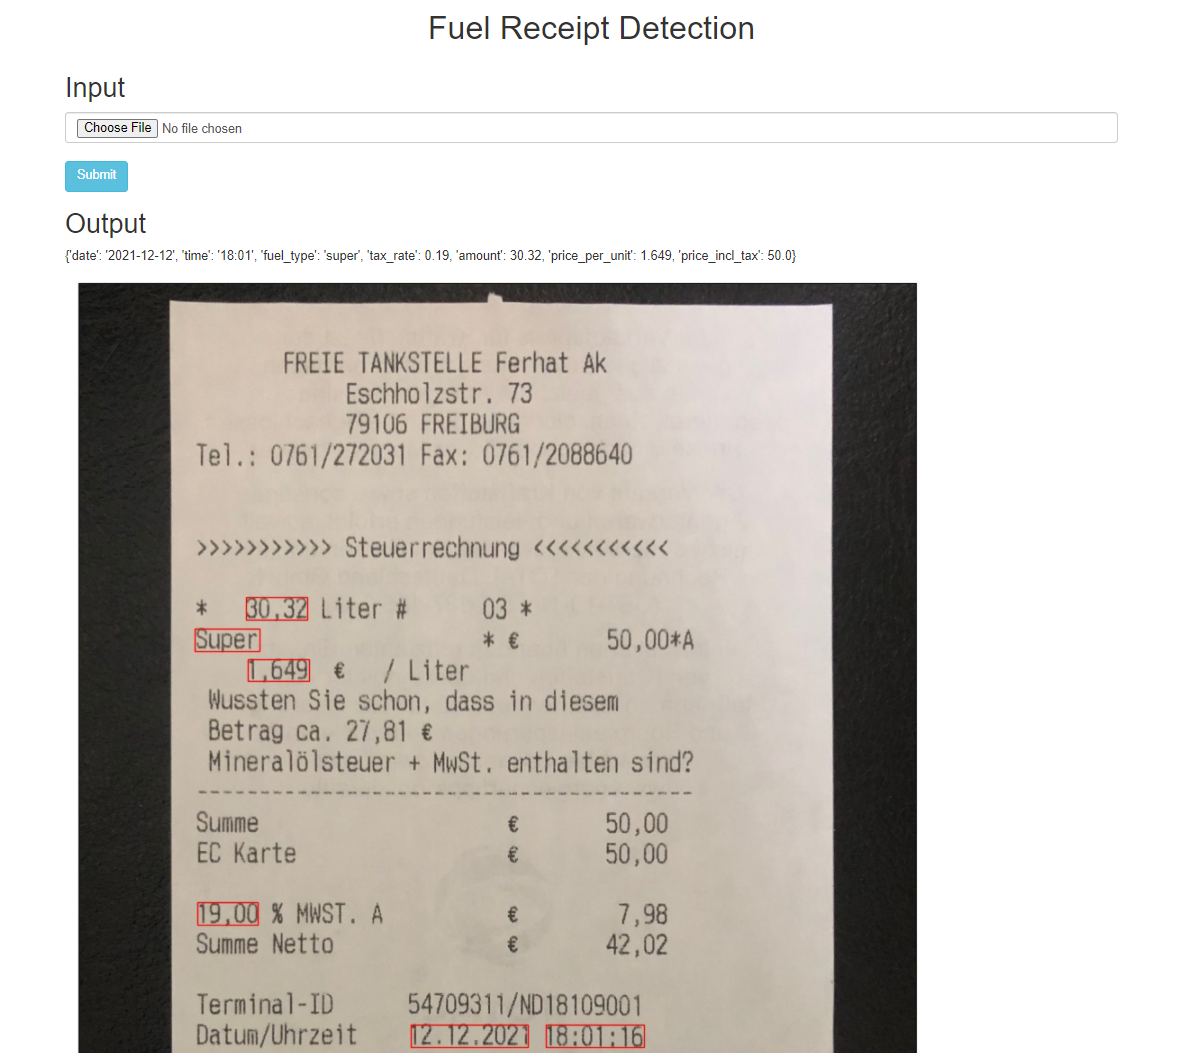 Fuel Receipt Detection
Input
Choose File No file chosen
Submit
Output
{'date': '2021-12-12', 'time': '18:01', 'fuel_type': 'super', 'tax_rate': 0.19, 'amount': 30.32, 'price_per_unit': 1.649, 'price_incl_tax': 50.0}
FREIE TANKSTELLE Ferhat Ak
Eschholzstr. 73
79106 FREIBURG
Tel.: 0761/272031 Fax: 0761/2088640
>>>>>>>>>>> Steuerrechnung <<<<<<<<<<<
* 30,32 Liter # 03 *
Super * € 50,00*A
1,649 € / Liter
Wussten Sie schon, dass in diesem
Betrag ca. 27,81 €
Mineralölsteuer + MwSt. enthalten sind?
----------------------------------------
Summe € 50,00
EC Karte € 50,00
19,00 % MWST. A € 7,98
Summe Netto € 42,02
Terminal-ID 54709311/ND18109001
Datum/Uhrzeit 12.12.2021 18:01:16